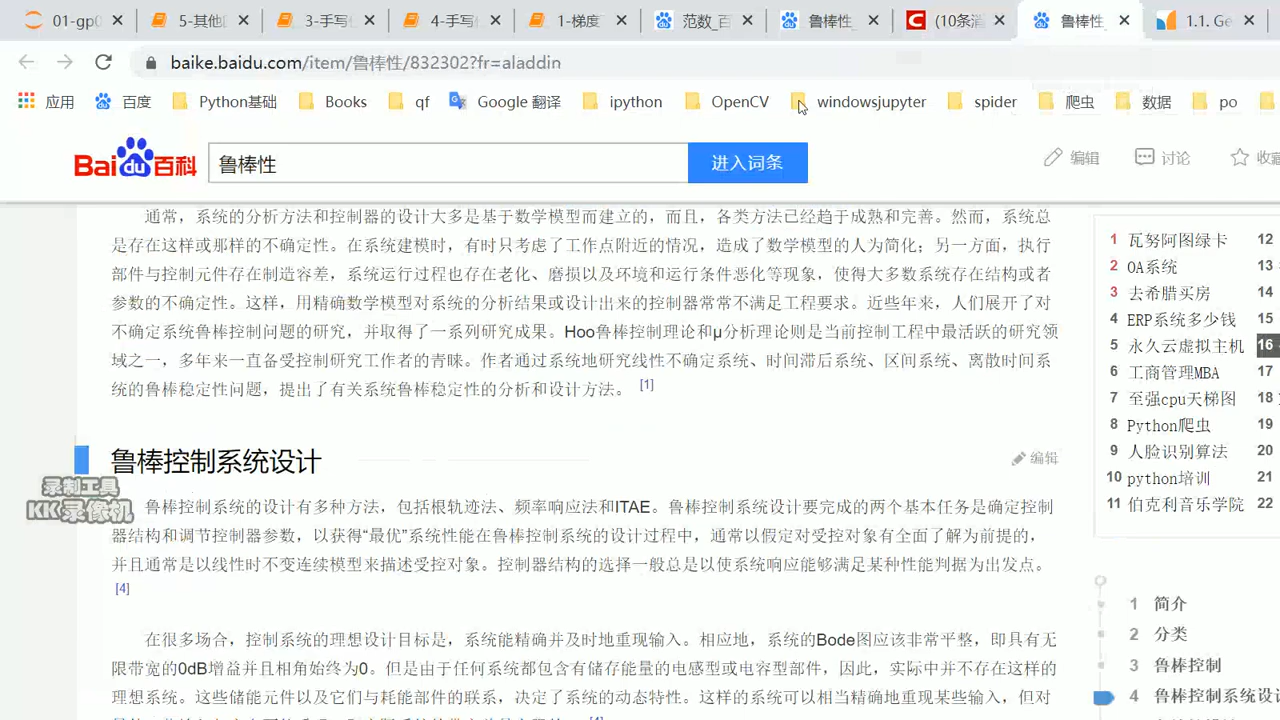 01-gp
5-其他
3-手写
4-手写
1-梯度
范数_百
鲁棒性_
(10条消
鲁棒性_
1.1. Ge
baike.baidu.com/item/鲁棒性/832302?fr=aladdin
应用 百度 Python基础 Books qf Google 翻译 ipython OpenCV windowsjupyter spider 爬虫 数据 po
Bai du 百科
鲁棒性
进入词条
编辑
讨论
收藏
通常，系统的分析方法和控制器的设计大多是基于数学模型而建立的，而且，各类方法已经趋于成熟和完善。然而，系统总
是存在这样或那样的不确定性。在系统建模时，有时只考虑了工作点附近的情况，造成了数学模型的人为简化；另一方面，执行
部件与控制元件存在制造容差，系统运行过程也存在老化、磨损以及环境和运行条件恶化等现象，使得大多数系统存在结构或者
参数的不确定性。这样，用精确数学模型对系统的分析结果或设计出来的控制器常常不满足工程要求。近些年来，人们展开了对
不确定系统鲁棒控制问题的研究，并取得了一系列研究成果。Hoo鲁棒控制理论和μ分析理论则是当前控制工程中最活跃的研究领
域之一，多年来一直备受控制研究工作者的青睐。作者通过系统地研究线性不确定系统、时间滞后系统、区间系统、离散时间系
统的鲁棒稳定性问题，提出了有关系统鲁棒稳定性的分析和设计方法。 [1]
鲁棒控制系统设计
编辑
录制工具
KK录像机
鲁棒控制系统的设计有多种方法，包括根轨迹法、频率响应法和ITAE。鲁棒控制系统设计要完成的两个基本任务是确定控制
器结构和调节控制器参数，以获得“最优”系统性能在鲁棒控制系统的设计过程中，通常以假定对受控对象有全面了解为前提的，
并且通常是以线性时不变连续模型来描述受控对象。控制器结构的选择一般总是以使系统响应能够满足某种性能判据为出发点。
[4]
在很多场合，控制系统的理想设计目标是，系统能精确并及时地重现输入。相应地，系统的Bode图应该非常平整，即具有无
限带宽的0dB增益并且相角始终为0。但是由于任何系统都包含有储存能量的电感型或电容型部件，因此，实际中并不存在这样的
理想系统。这些储能元件以及它们与耗能部件的联系，决定了系统的动态特性。这样的系统可以相当精确地重现某些输入，但对
1 瓦努阿图绿卡 12
2 OA系统 13
3 去希腊买房 14
4 ERP系统多少钱 15
5 永久云虚拟主机 16
6 工商管理MBA 17
7 至强cpu天梯图 18
8 Python爬虫 19
9 人脸识别算法 20
10 python培训 21
11 伯克利音乐学院 22
1 简介
2 分类
3 鲁棒控制
4 鲁棒控制系统设计